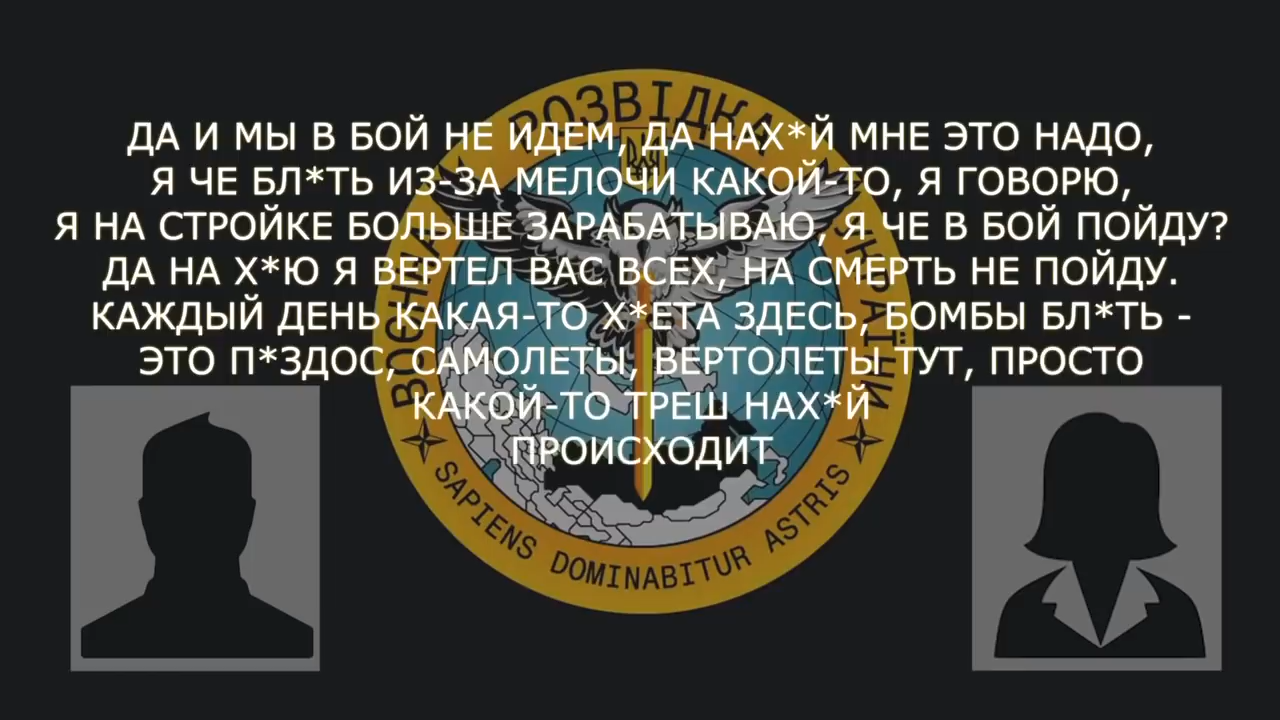 ДА И МЫ В БОЙ НЕ ИДЕМ, ДА НАХ*Й МНЕ ЭТО НАДО,
Я ЧЕ БЛ*ТЬ ИЗ-ЗА МЕЛОЧИ КАКОЙ-ТО, Я ГОВОРЮ,
Я НА СТРОЙКЕ БОЛЬШЕ ЗАРАБАТЫВАЮ, Я ЧЕ В БОЙ ПОЙДУ?
ДА НА Х*Ю Я ВЕРТЕЛ ВАС ВСЕХ, НА СМЕРТЬ НЕ ПОЙДУ.
КАЖДЫЙ ДЕНЬ КАКАЯ-ТО Х*ЕТА ЗДЕСЬ, БОМБЫ БЛ*ТЬ -
ЭТО П*ЗДОС, САМОЛЕТЫ, ВЕРТОЛЕТЫ ТУТ, ПРОСТО
КАКОЙ-ТО ТРЕШ НАХ*Й
ПРОИСХОДИТ
РОЗВІДКА
SAPIENS DOMINABITUR ASTRIS